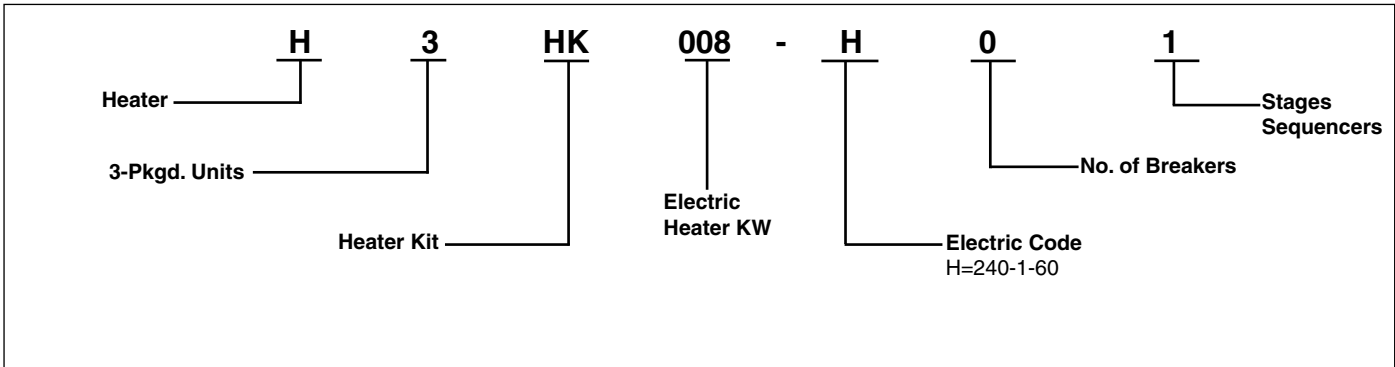 H 3 HK 008 - H 0 1
Heater
Stages
Sequencers
3-Pkgd. Units
No. of Breakers
Electric
Heater KW
Heater Kit
Electric Code
H=240-1-60